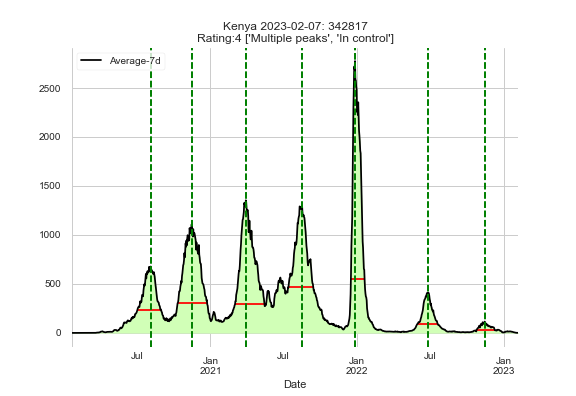 Kenya 2023-02-07: 342817
Rating:4 ['Multiple peaks', 'In control']
Average-7d
2500
2000
1500
1000
500
0
Jul
Jan
2021
Jul
Jan
2022
Jul
Jan
2023
Date